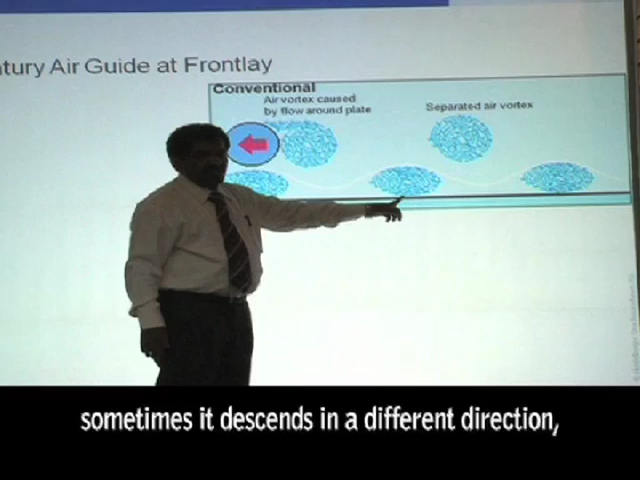 ntury Air Guide at Frontlay
Conventional
Air vortex caused
by flow around plate
Separated air vortex
sometimes it descends in a different direction,